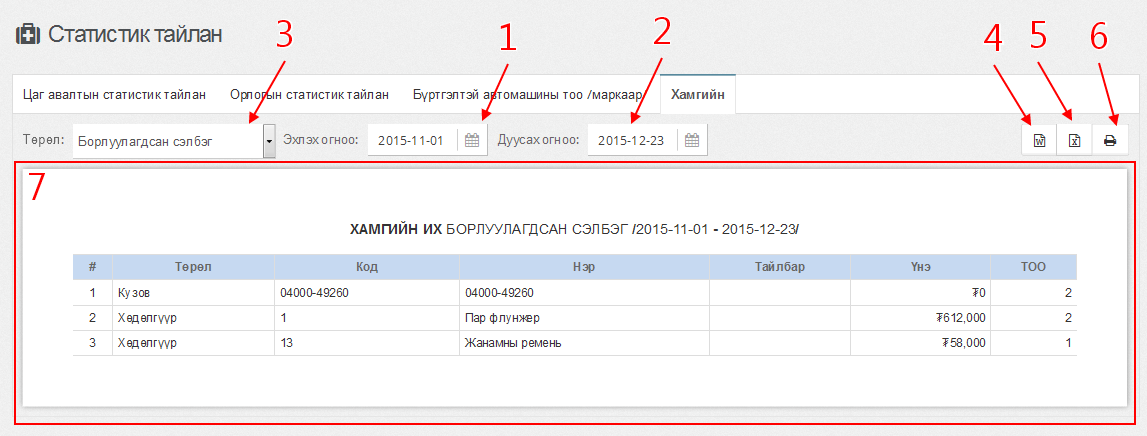 Статистик тайлан
3 1 2 4 5 6
Цаг авалтын статистик тайлан Орлогын статистик тайлан Бүртгэлтэй автомашины тоо /маркаар Хамгийн
Төрөл: Борлуулагдсан сэлбэг Эхлэх огноо: 2015-11-01 Дуусах огноо: 2015-12-23
7
ХАМГИЙН ИХ БОРЛУУЛАГДСАН СЭЛБЭГ /2015-11-01 - 2015-12-23/
# Төрөл Код Нэр Тайлбар Үнэ ТОО
1 Кузов 04000-49260 04000-49260 ₮0 2
2 Хөдөлгүүр 1 Пар флунжер ₮612,000 2
3 Хөдөлгүүр 13 Жанамны ремень ₮58,000 1